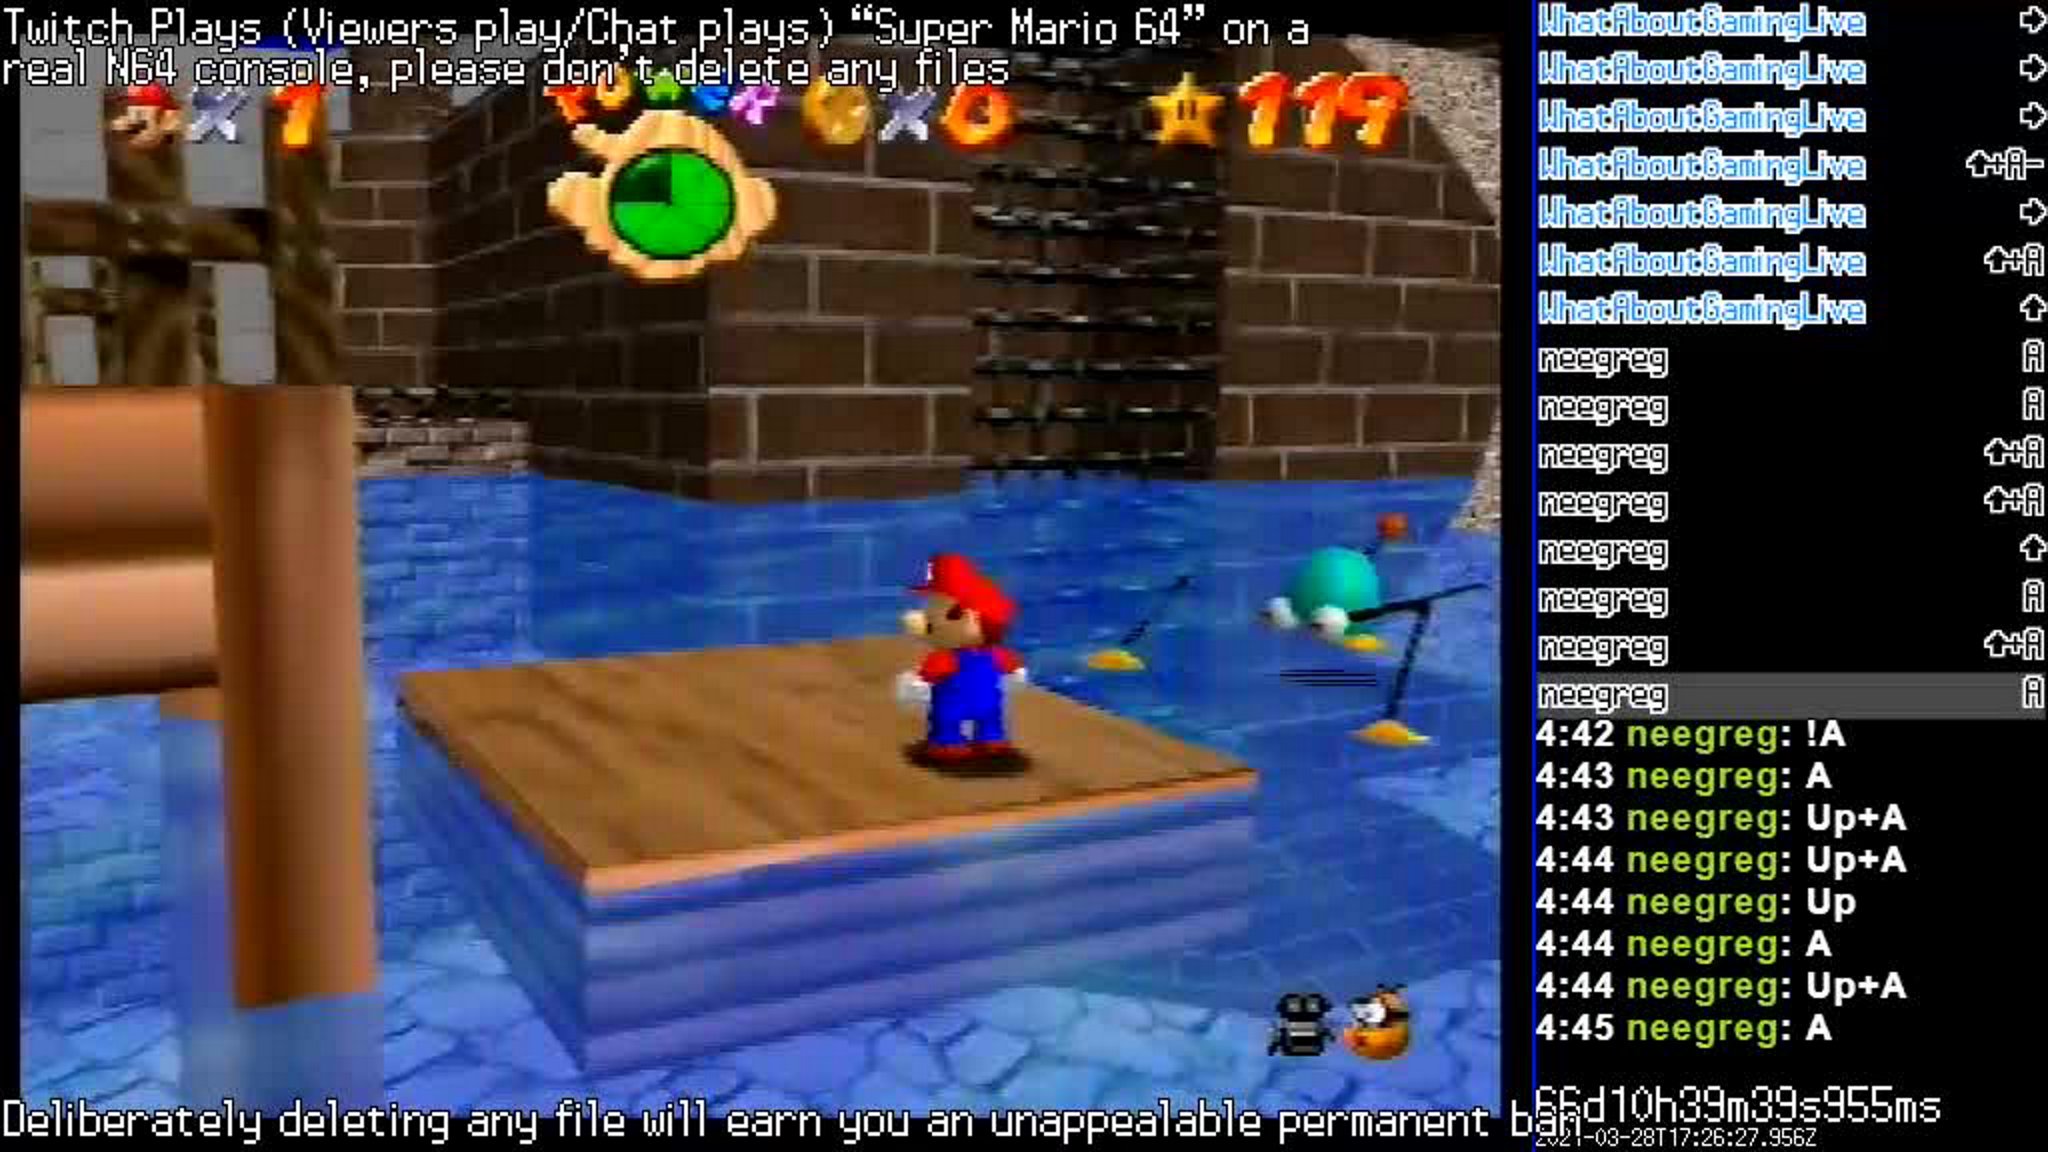 Twitch Plays (Viewers play/Chat plays) “Super Mario 64” on a
real N64 console, please don't delete any files
1
0
119
WhatAboutGamingLive →
WhatAboutGamingLive →
WhatAboutGamingLive →
WhatAboutGamingLive ↑+A-
WhatAboutGamingLive →
WhatAboutGamingLive ↑+A
WhatAboutGamingLive ↑
neegreg A
neegreg A
neegreg ↑+A
neegreg ↑+A
neegreg ↑
neegreg A
neegreg ↑+A
neegreg A
4:42 neegreg: !A
4:43 neegreg: A
4:43 neegreg: Up+A
4:44 neegreg: Up+A
4:44 neegreg: Up
4:44 neegreg: A
4:44 neegreg: Up+A
4:45 neegreg: A
66d10h39m39s955ms
Deliberately deleting any file will earn you an unappealable permanent ban
2021-03-28T17:26:27.956Z